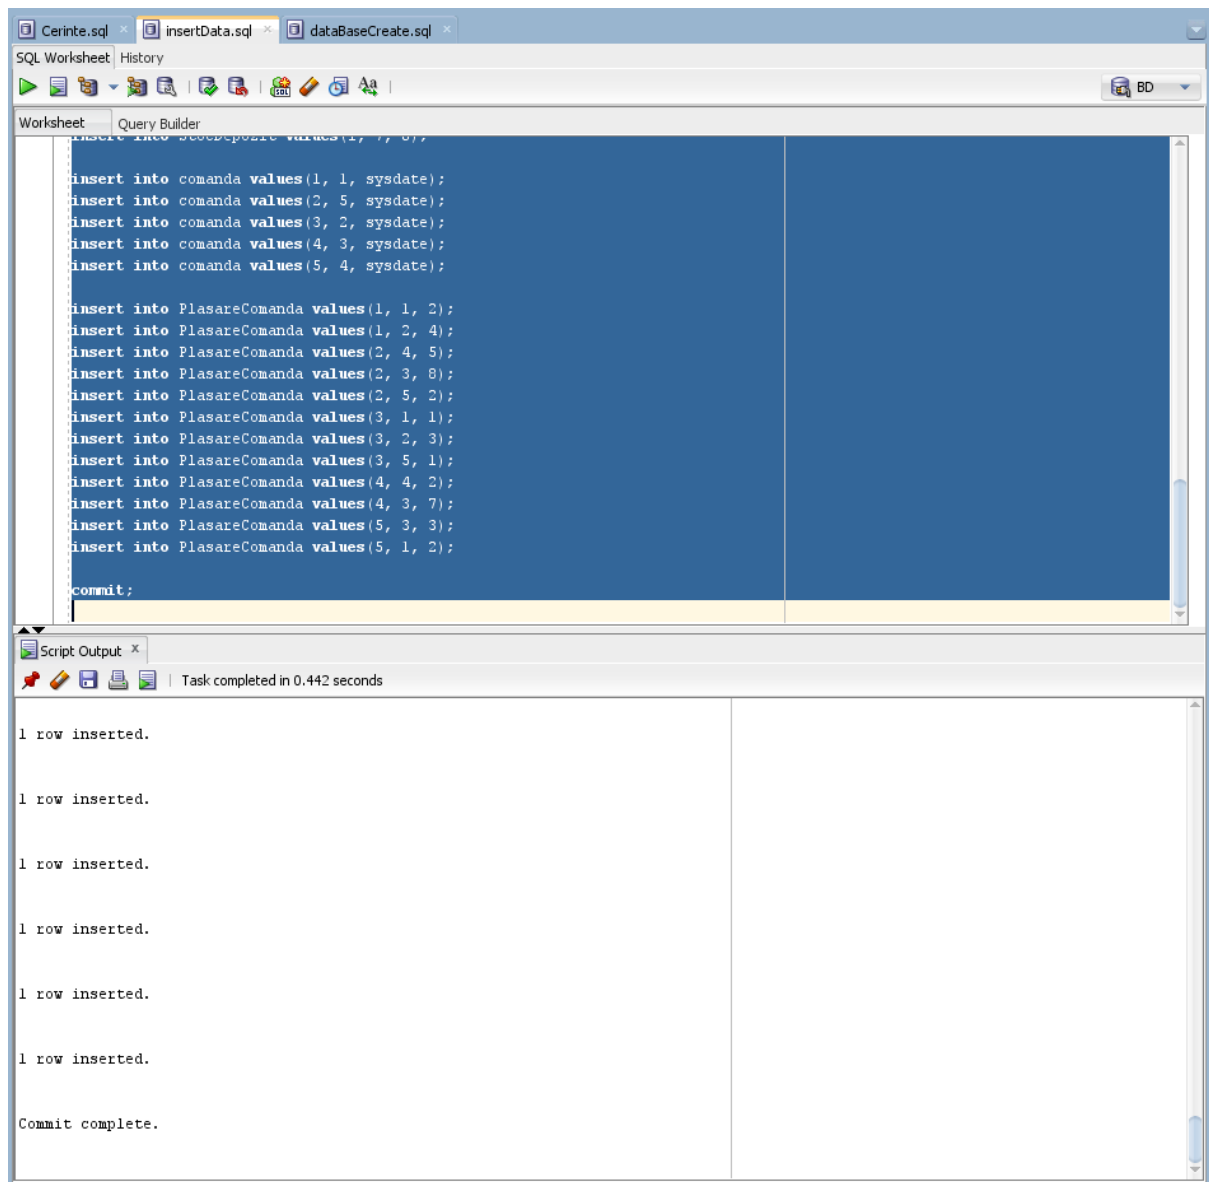 Cerinte.sql insertData.sql dataBaseCreate.sql
SQL Worksheet History
BD
Worksheet Query Builder
insert into StocDepozit values(1, 7, 8);
insert into comanda values(1, 1, sysdate);
insert into comanda values(2, 5, sysdate);
insert into comanda values(3, 2, sysdate);
insert into comanda values(4, 3, sysdate);
insert into comanda values(5, 4, sysdate);
insert into PlasareComanda values(1, 1, 2);
insert into PlasareComanda values(1, 2, 4);
insert into PlasareComanda values(2, 4, 5);
insert into PlasareComanda values(2, 3, 8);
insert into PlasareComanda values(2, 5, 2);
insert into PlasareComanda values(3, 1, 1);
insert into PlasareComanda values(3, 2, 3);
insert into PlasareComanda values(3, 5, 1);
insert into PlasareComanda values(4, 4, 2);
insert into PlasareComanda values(4, 3, 7);
insert into PlasareComanda values(5, 3, 3);
insert into PlasareComanda values(5, 1, 2);
commit;
Script Output x
Task completed in 0.442 seconds
1 row inserted.
1 row inserted.
1 row inserted.
1 row inserted.
1 row inserted.
1 row inserted.
Commit complete.